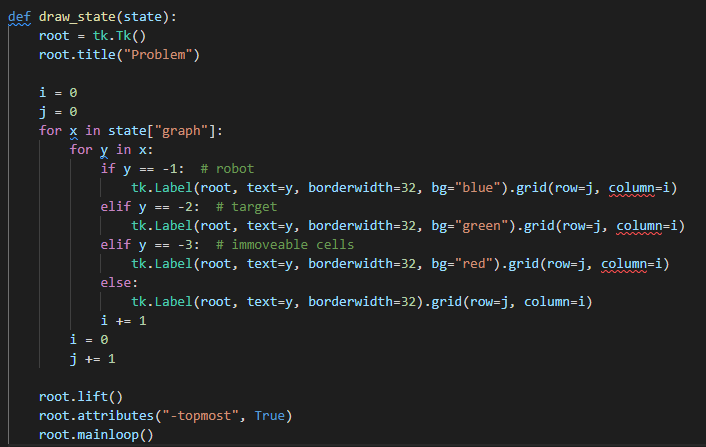 def draw_state(state):
    root = tk.Tk()
    root.title("Problem")

    i = 0
    j = 0
    for x in state["graph"]:
        for y in x:
            if y == -1:  # robot
                tk.Label(root, text=y, borderwidth=32, bg="blue").grid(row=j, column=i)
            elif y == -2:  # target
                tk.Label(root, text=y, borderwidth=32, bg="green").grid(row=j, column=i)
            elif y == -3:  # immoveable cells
                tk.Label(root, text=y, borderwidth=32, bg="red").grid(row=j, column=i)
            else:
                tk.Label(root, text=y, borderwidth=32).grid(row=j, column=i)
            i += 1
        i = 0
        j += 1

    root.lift()
    root.attributes("-topmost", True)
    root.mainloop()